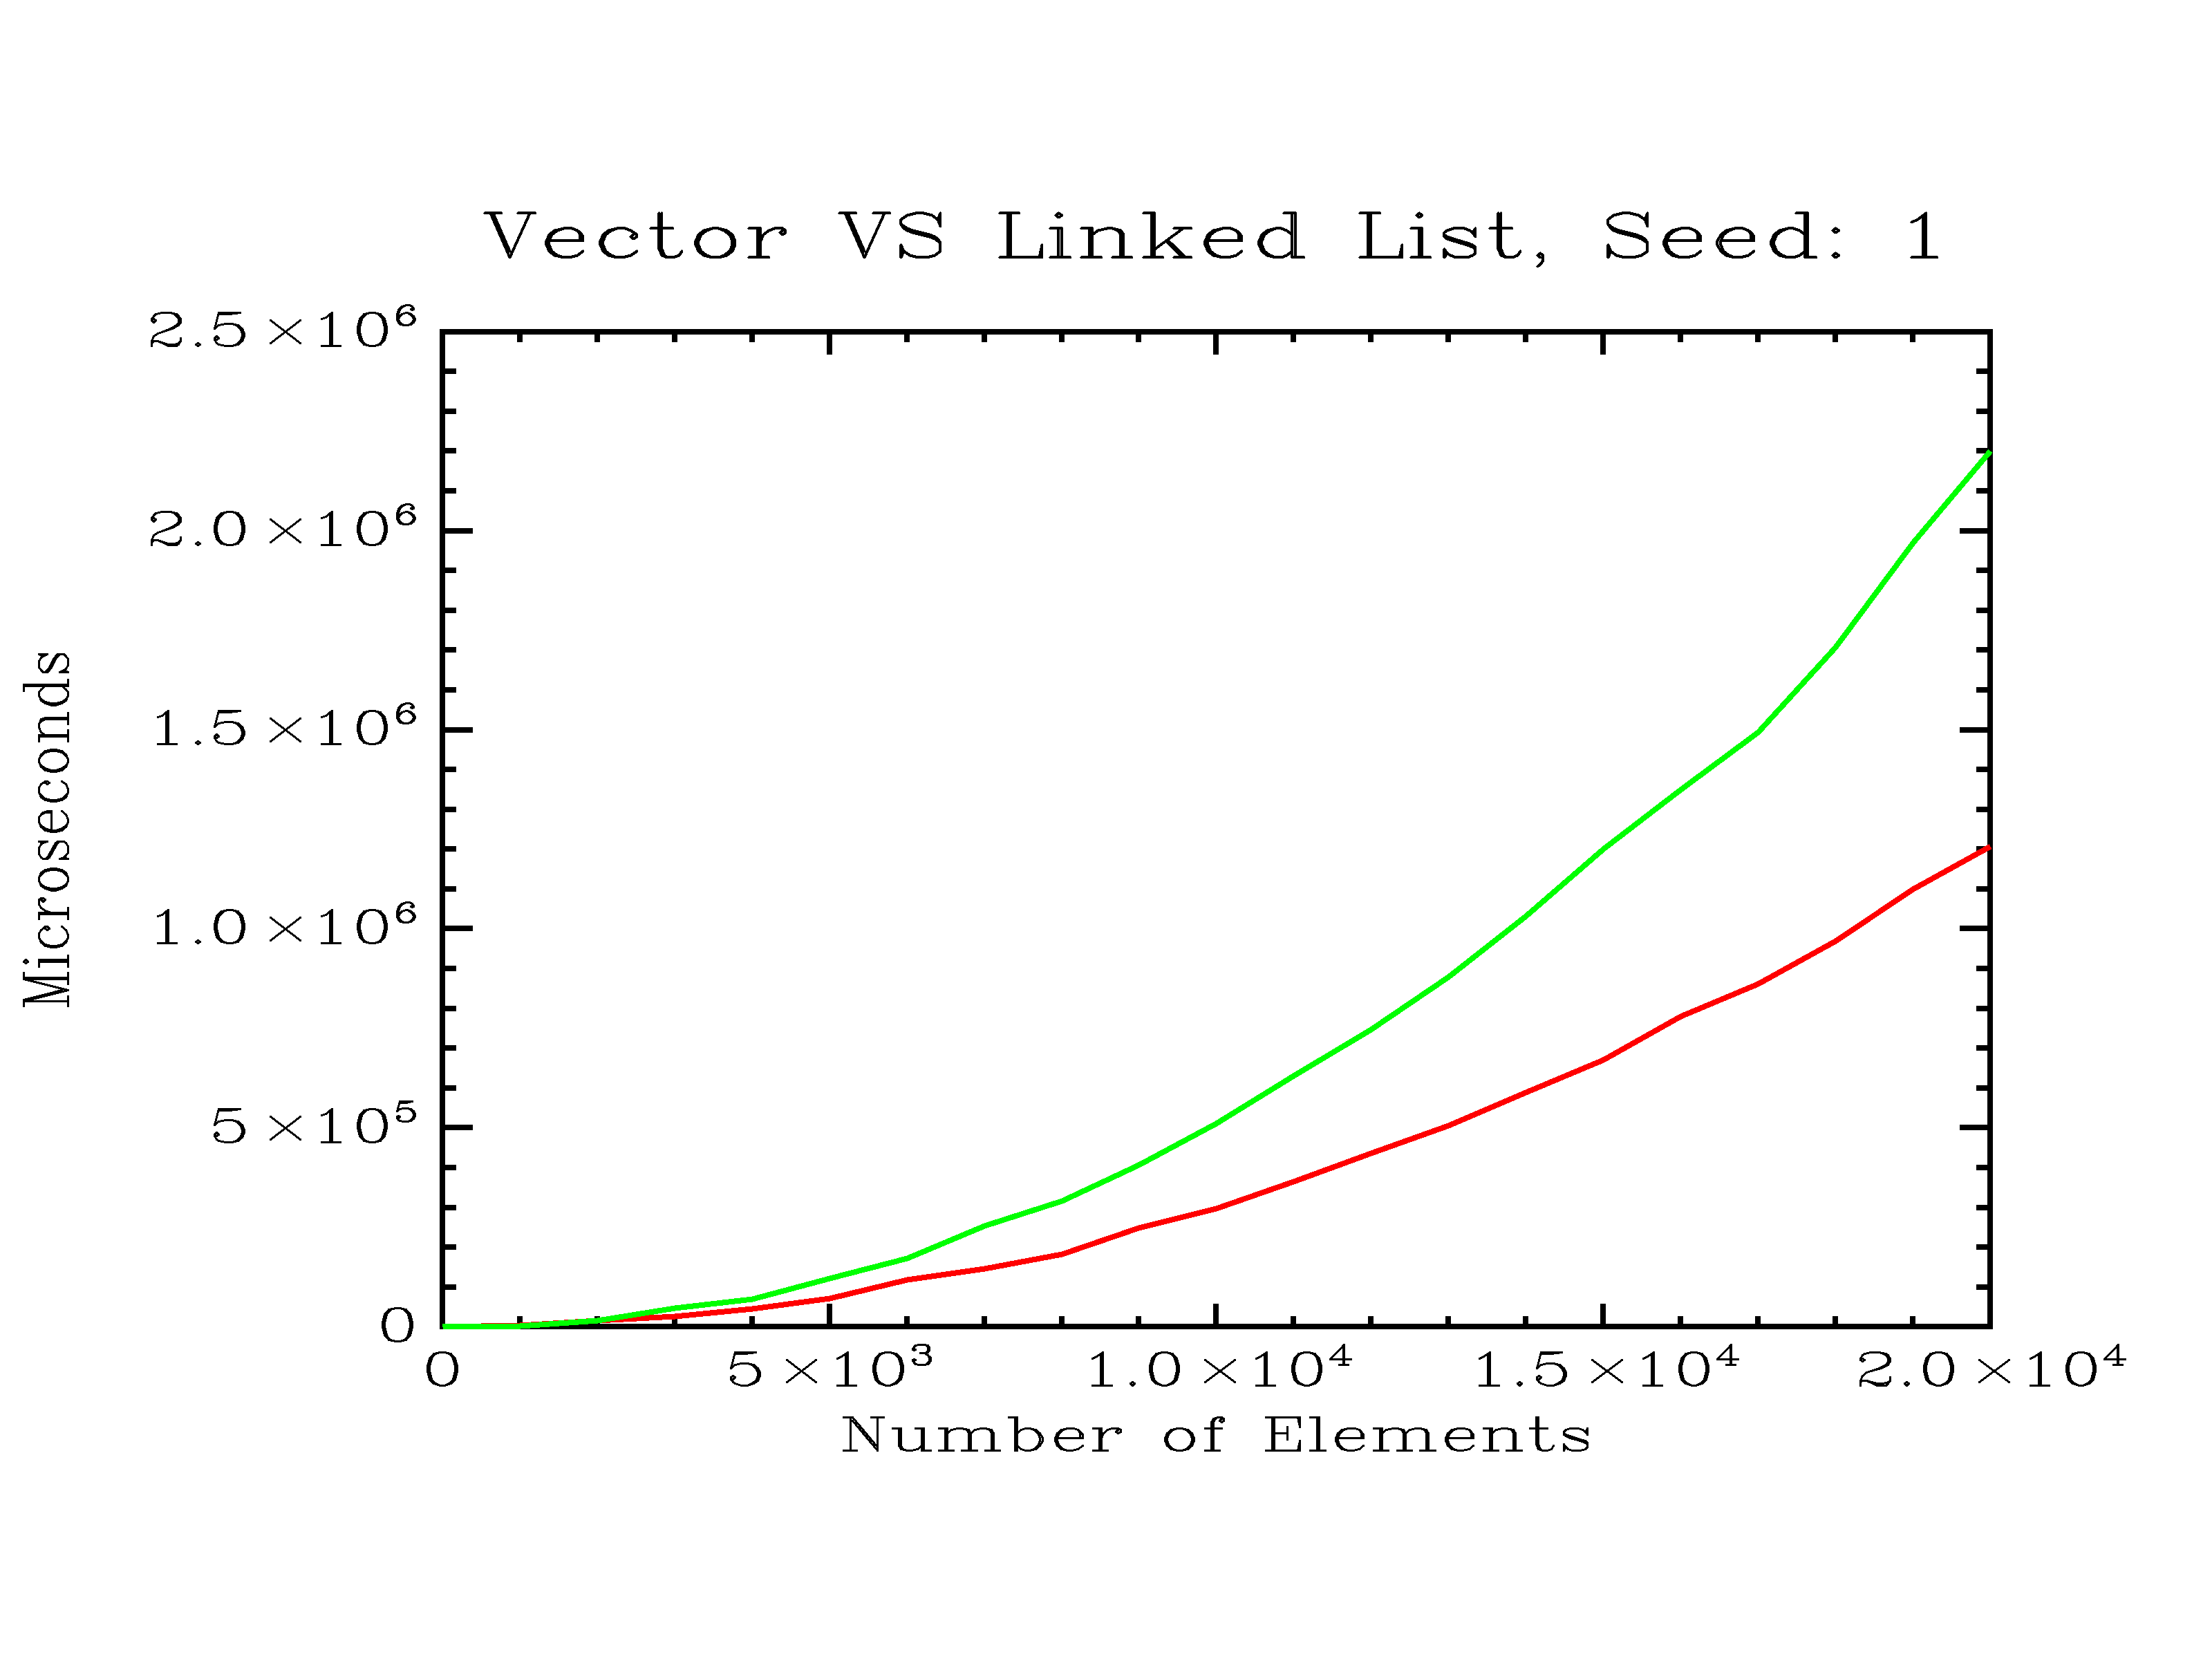 Vector VS Linked List, Seed: 1
2.5×10⁶
2.0×10⁶
1.5×10⁶
1.0×10⁶
5×10⁵
0
Microseconds
0 5×10³ 1.0×10⁴ 1.5×10⁴ 2.0×10⁴
Number of Elements